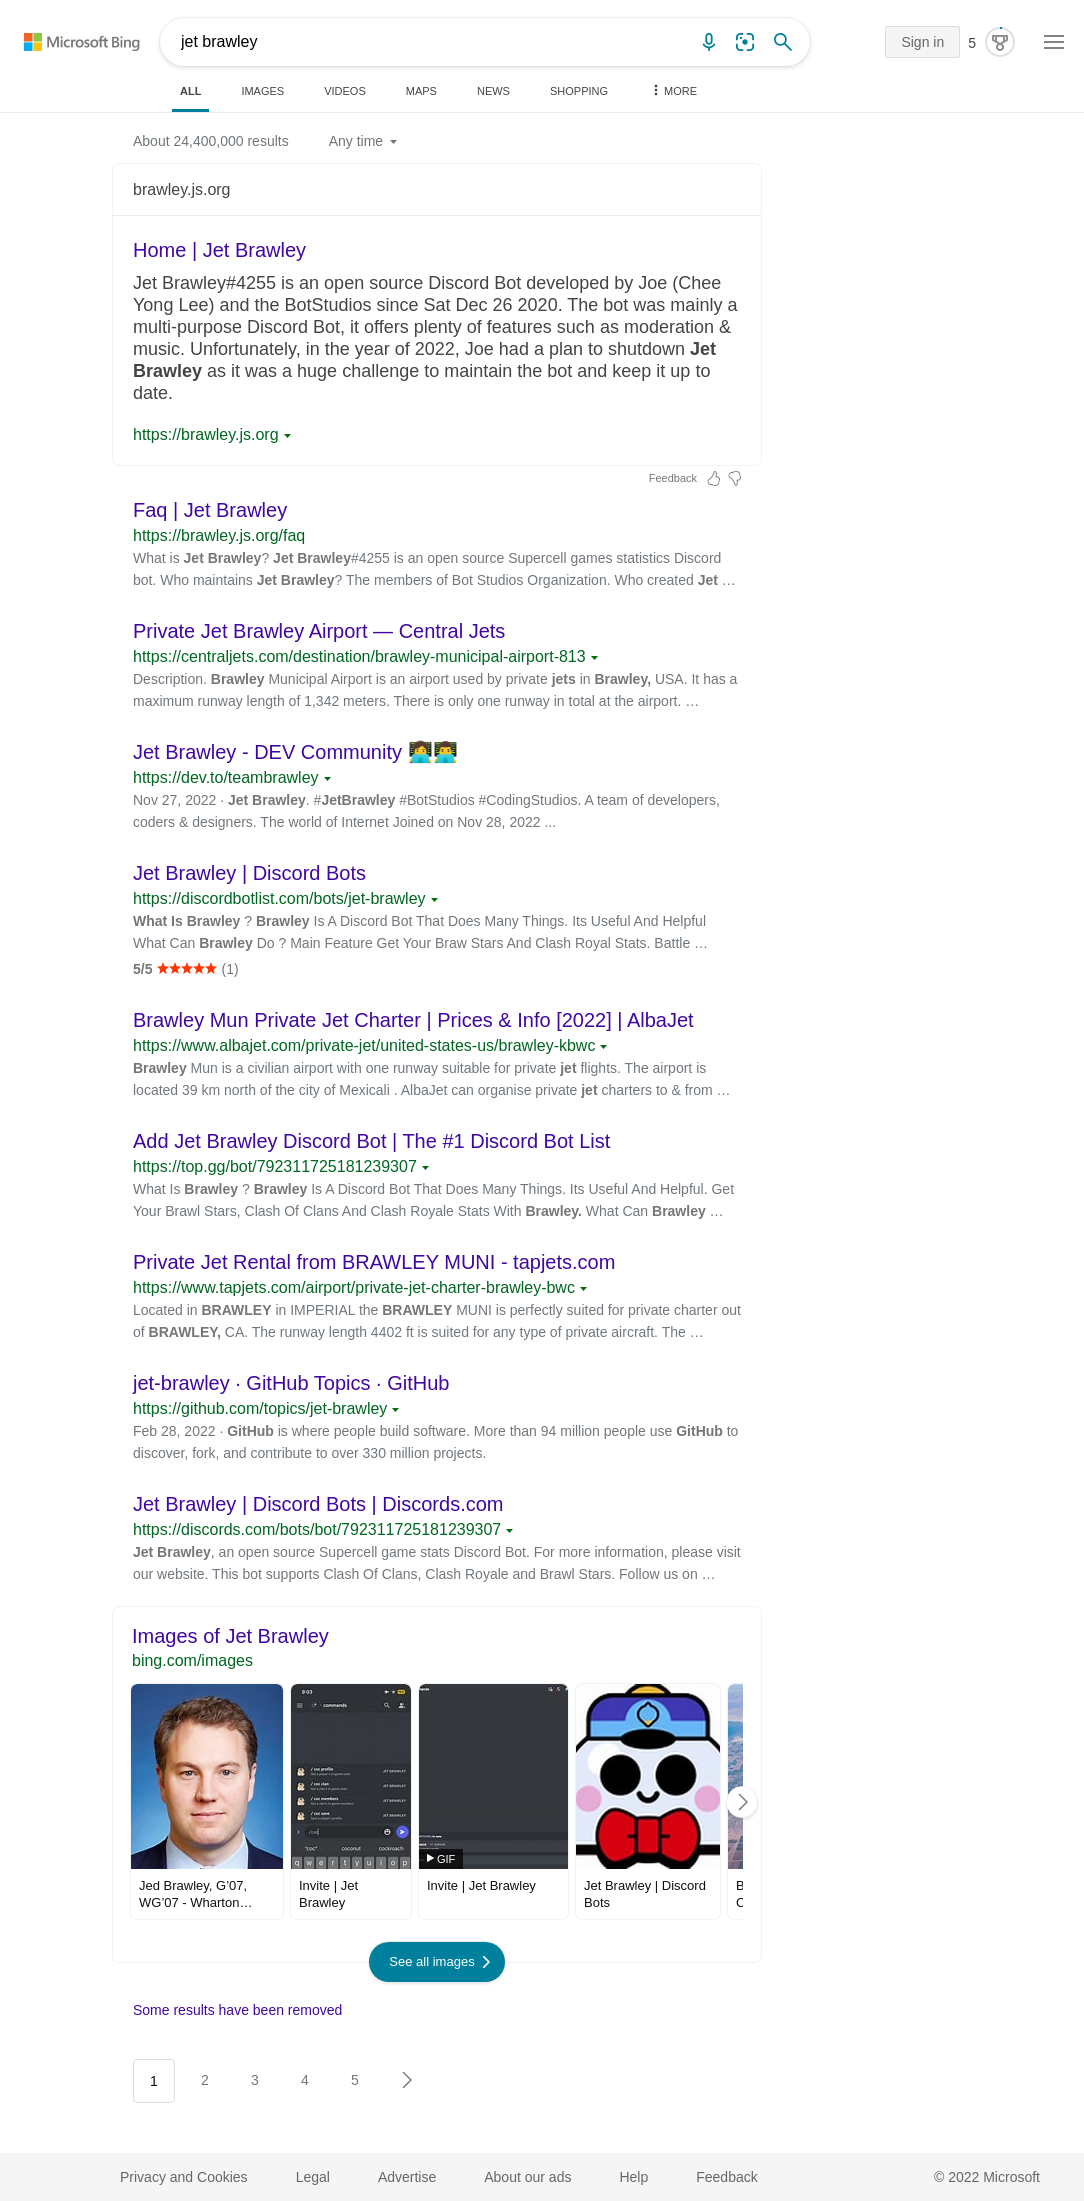 Microsoft Bing
jet brawley
Sign in
5
ALL IMAGES VIDEOS MAPS NEWS SHOPPING MORE
About 24,400,000 results Any time
brawley.js.org
Home | Jet Brawley
Jet Brawley#4255 is an open source Discord Bot developed by Joe (Chee
Yong Lee) and the BotStudios since Sat Dec 26 2020. The bot was mainly a
multi-purpose Discord Bot, it offers plenty of features such as moderation &
music. Unfortunately, in the year of 2022, Joe had a plan to shutdown Jet
Brawley as it was a huge challenge to maintain the bot and keep it up to
date.
https://brawley.js.org
Feedback
Faq | Jet Brawley
https://brawley.js.org/faq
What is Jet Brawley? Jet Brawley#4255 is an open source Supercell games statistics Discord
bot. Who maintains Jet Brawley? The members of Bot Studios Organization. Who created Jet …
Private Jet Brawley Airport — Central Jets
https://centraljets.com/destination/brawley-municipal-airport-813
Description. Brawley Municipal Airport is an airport used by private jets in Brawley, USA. It has a
maximum runway length of 1,342 meters. There is only one runway in total at the airport. …
Jet Brawley - DEV Community 👩‍💻👨‍💻
https://dev.to/teambrawley
Nov 27, 2022 · Jet Brawley. #JetBrawley #BotStudios #CodingStudios. A team of developers,
coders & designers. The world of Internet Joined on Nov 28, 2022 ...
Jet Brawley | Discord Bots
https://discordbotlist.com/bots/jet-brawley
What Is Brawley ? Brawley Is A Discord Bot That Does Many Things. Its Useful And Helpful
What Can Brawley Do ? Main Feature Get Your Braw Stars And Clash Royal Stats. Battle …
5/5 ★★★★★ (1)
Brawley Mun Private Jet Charter | Prices & Info [2022] | AlbaJet
https://www.albajet.com/private-jet/united-states-us/brawley-kbwc
Brawley Mun is a civilian airport with one runway suitable for private jet flights. The airport is
located 39 km north of the city of Mexicali . AlbaJet can organise private jet charters to & from …
Add Jet Brawley Discord Bot | The #1 Discord Bot List
https://top.gg/bot/792311725181239307
What Is Brawley ? Brawley Is A Discord Bot That Does Many Things. Its Useful And Helpful. Get
Your Brawl Stars, Clash Of Clans And Clash Royale Stats With Brawley. What Can Brawley …
Private Jet Rental from BRAWLEY MUNI - tapjets.com
https://www.tapjets.com/airport/private-jet-charter-brawley-bwc
Located in BRAWLEY in IMPERIAL the BRAWLEY MUNI is perfectly suited for private charter out
of BRAWLEY, CA. The runway length 4402 ft is suited for any type of private aircraft. The …
jet-brawley · GitHub Topics · GitHub
https://github.com/topics/jet-brawley
Feb 28, 2022 · GitHub is where people build software. More than 94 million people use GitHub to
discover, fork, and contribute to over 330 million projects.
Jet Brawley | Discord Bots | Discords.com
https://discords.com/bots/bot/792311725181239307
Jet Brawley, an open source Supercell game stats Discord Bot. For more information, please visit
our website. This bot supports Clash Of Clans, Clash Royale and Brawl Stars. Follow us on …
Images of Jet Brawley
bing.com/images
9:03
commands
/ coc profile
JET BRAWLEY
/ coc clan
JET BRAWLEY
/ coc members
JET BRAWLEY
/ coc save
JET BRAWLEY
/coc
"coc" coconut cockroach
q w e r t y u i o p
GIF
Jed Brawley, G'07,
WG'07 - Wharton…
Invite | Jet
Brawley
Invite | Jet Brawley
Jet Brawley | Discord
Bots
See all images
Some results have been removed
1 2 3 4 5
Privacy and Cookies Legal Advertise About our ads Help Feedback © 2022 Microsoft